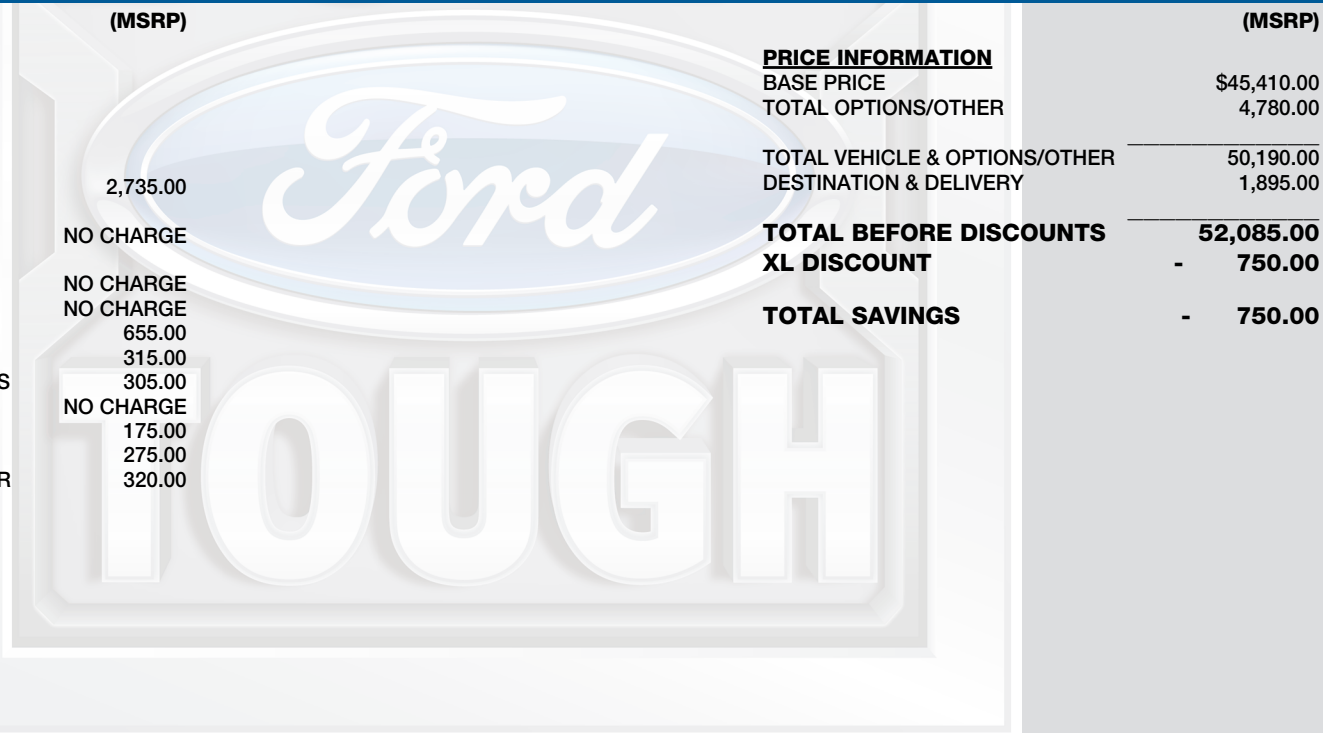 (MSRP)
2,735.00
NO CHARGE
NO CHARGE
NO CHARGE
655.00
315.00
S 305.00
NO CHARGE
175.00
275.00
R 320.00
Ford
TOUGH
(MSRP)
PRICE INFORMATION
BASE PRICE $45,410.00
TOTAL OPTIONS/OTHER 4,780.00
TOTAL VEHICLE & OPTIONS/OTHER 50,190.00
DESTINATION & DELIVERY 1,895.00
TOTAL BEFORE DISCOUNTS 52,085.00
XL DISCOUNT - 750.00
TOTAL SAVINGS - 750.00